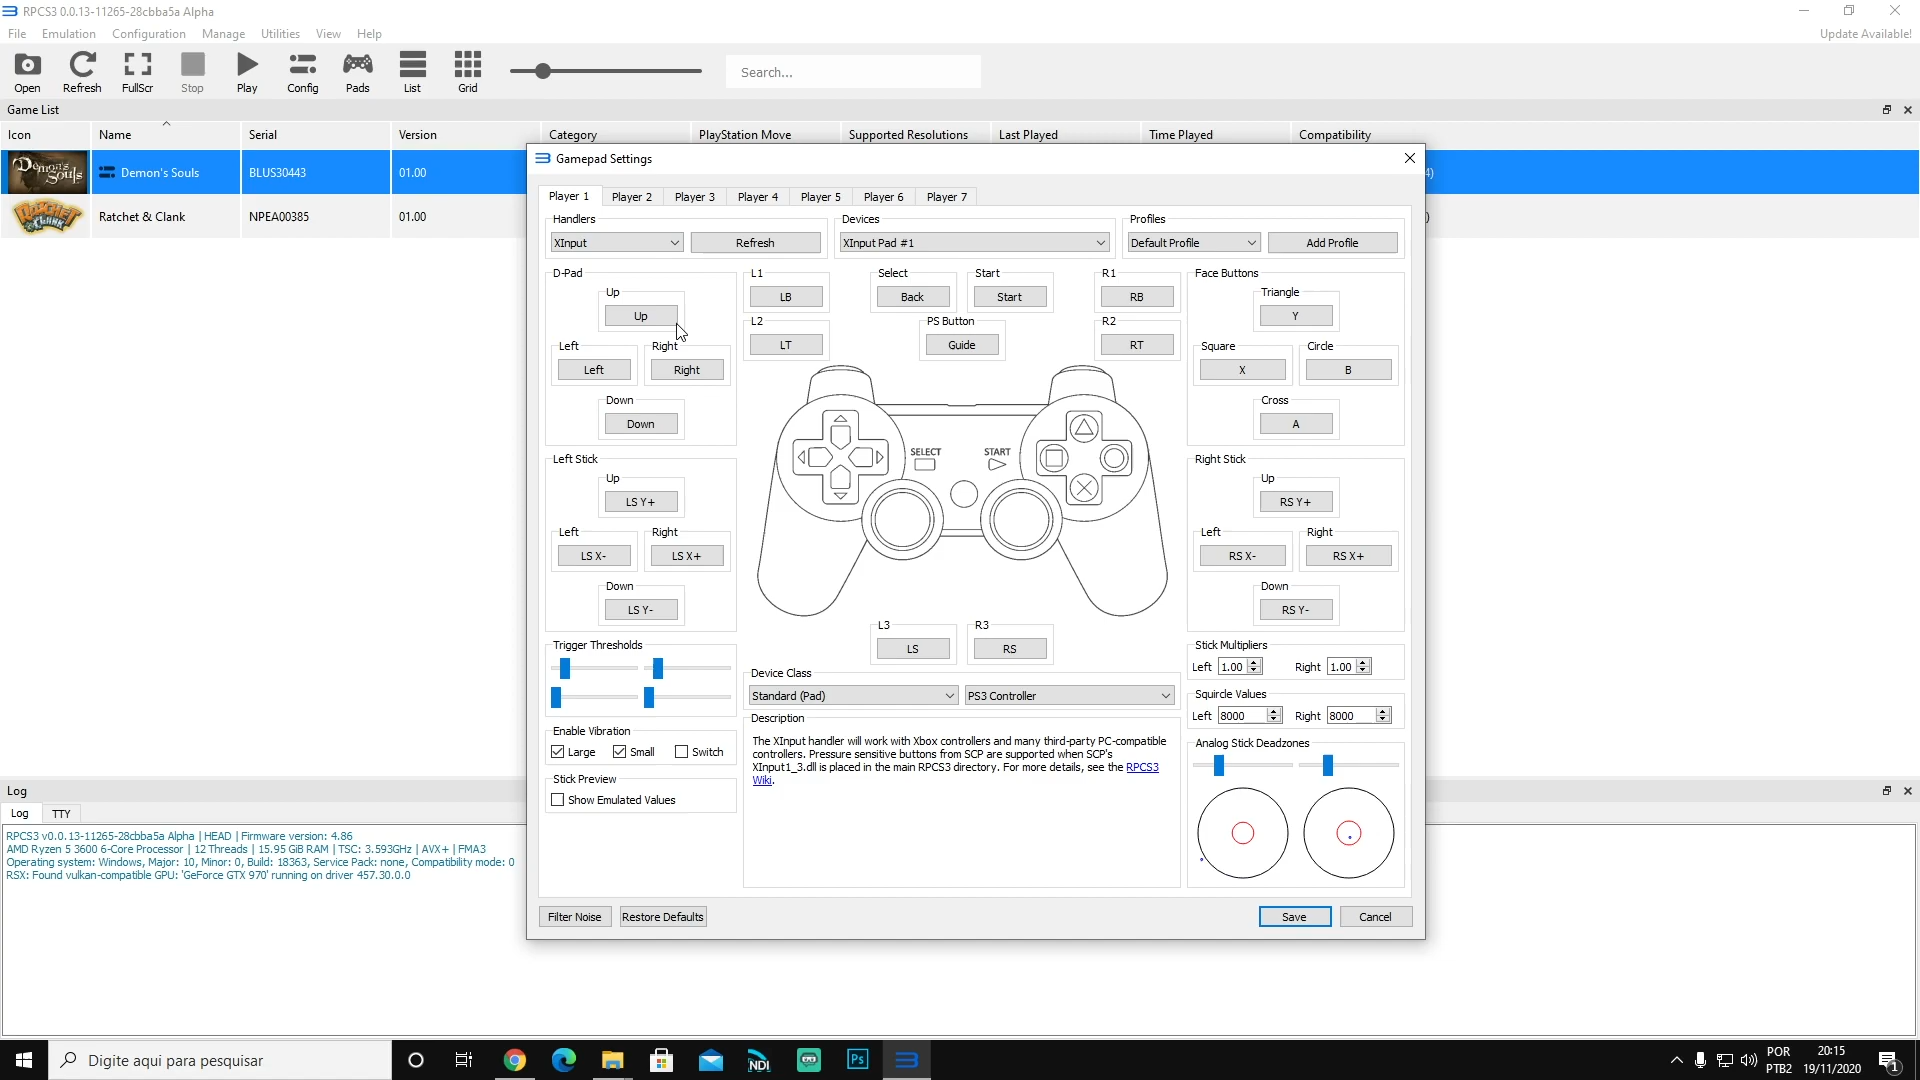 RPCS3 0.0.13-11265-28cbba5a Alpha
File Emulation Configuration Manage Utilities View Help Update Available!
Open Refresh FullScr Stop Play Config Pads List Grid Search...
Game List
Icon Name Serial Version Category PlayStation Move Supported Resolutions Last Played Time Played Compatibility
Demon's Souls Demon's Souls BLUS30443 01.00 4)
Ratchet & Clank Ratchet & Clank NPEA00385 01.00 )
Gamepad Settings
Player 1 Player 2 Player 3 Player 4 Player 5 Player 6 Player 7
Handlers Devices Profiles
XInput Refresh XInput Pad #1 Default Profile Add Profile
D-Pad L1 Select Start R1 Face Buttons
Up LB Back Start RB Triangle
Up L2 PS Button R2 Y
Left Right LT Guide RT Square Circle
Left Right X B
Down Cross
Down A
SELECT START
Left Stick Right Stick
Up Up
LS Y+ RS Y+
Left Right Left Right
LS X- LS X+ RS X- RS X+
Down Down
LS Y- RS Y-
L3 R3
LS RS
Trigger Thresholds Stick Multipliers
Left 1.00 Right 1.00
Device Class
Standard (Pad) PS3 Controller
Squircle Values
Left 8000 Right 8000
Description
Enable Vibration
Large Small Switch
The XInput handler will work with Xbox controllers and many third-party PC-compatible
controllers. Pressure sensitive buttons from SCP are supported when SCP's
XInput1_3.dll is placed in the main RPCS3 directory. For more details, see the RPCS3
Wiki.
Analog Stick Deadzones
Stick Preview
Show Emulated Values
Filter Noise Restore Defaults Save Cancel
Log
Log TTY
RPCS3 v0.0.13-11265-28cbba5a Alpha | HEAD | Firmware version: 4.86
AMD Ryzen 5 3600 6-Core Processor | 12 Threads | 15.95 GiB RAM | TSC: 3.593GHz | AVX+ | FMA3
Operating system: Windows, Major: 10, Minor: 0, Build: 18363, Service Pack: none, Compatibility mode: 0
RSX: Found vulkan-compatible GPU: 'GeForce GTX 970' running on driver 457.30.0.0
Digite aqui para pesquisar
NDI
Ps
POR
PTB2
20:15
19/11/2020
1